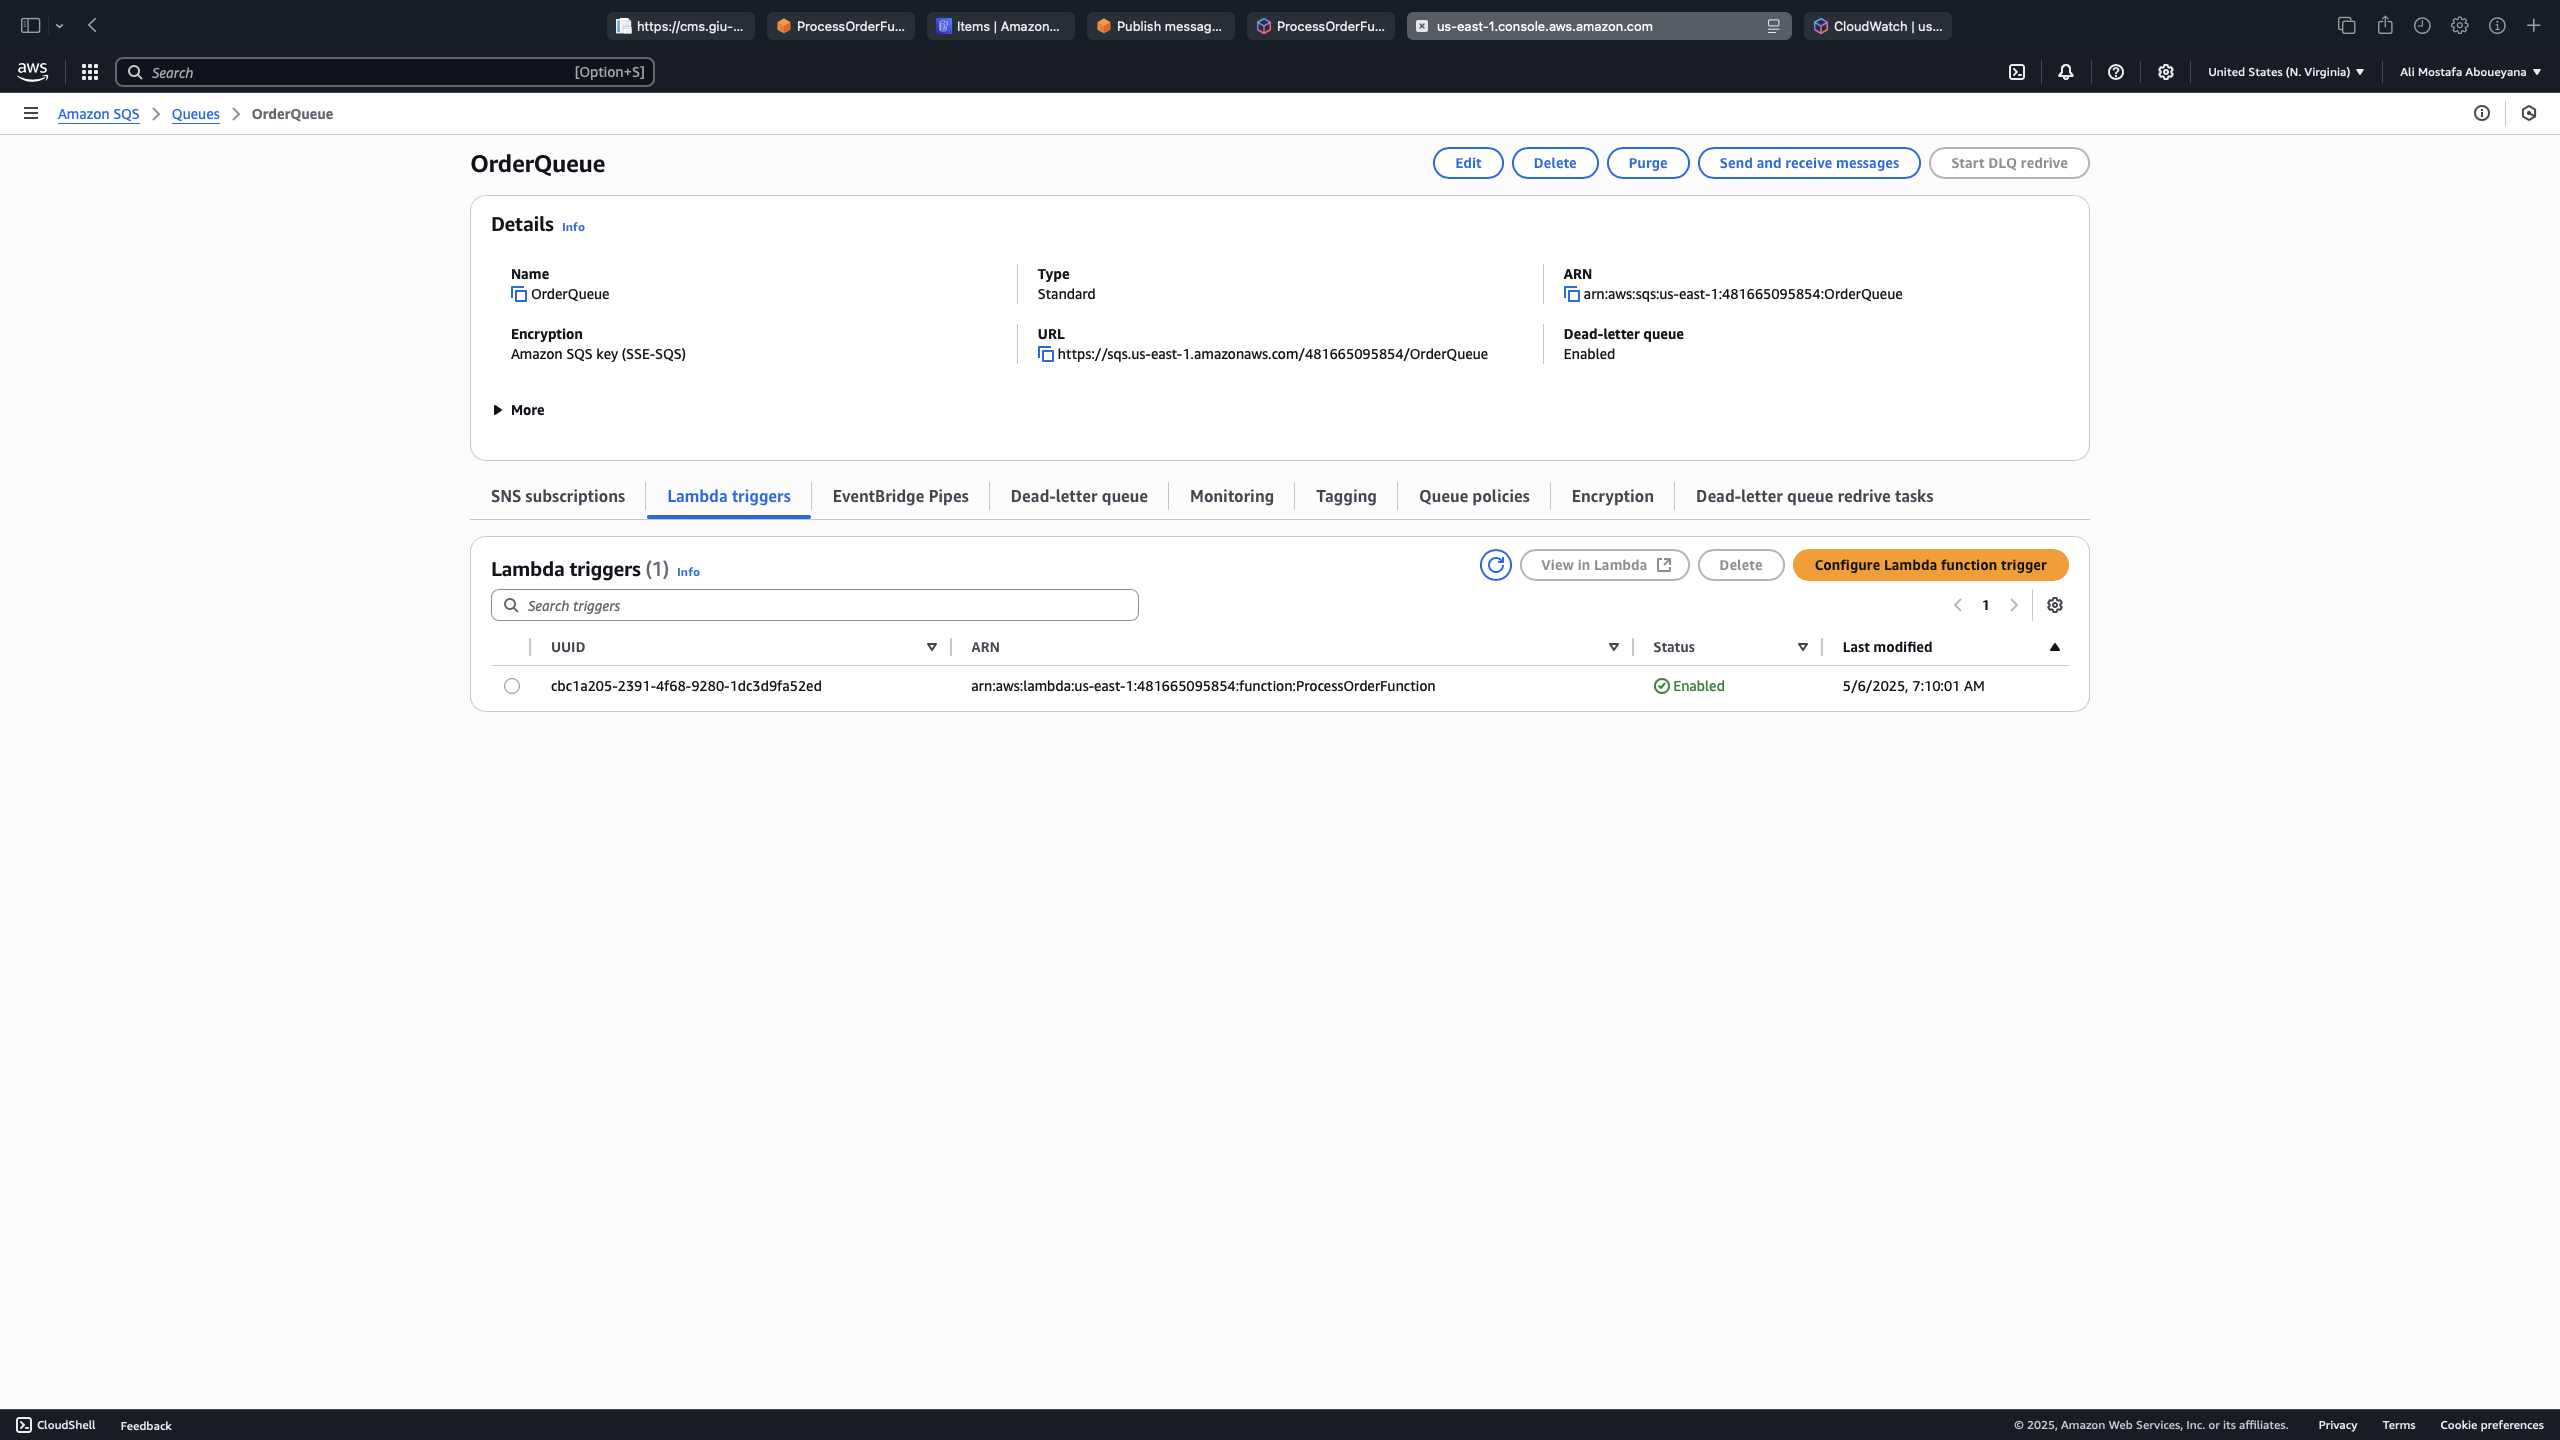 https://cms.giu-...
ProcessOrderFu...
Items | Amazon...
Publish messag...
ProcessOrderFu...
us-east-1.console.aws.amazon.com
CloudWatch | us...
aws
Search
[Option+S]
United States (N. Virginia)
Ali Mostafa Aboueyana
Amazon SQS
Queues
OrderQueue
OrderQueue
Edit
Delete
Purge
Send and receive messages
Start DLQ redrive
Details Info
Name
OrderQueue
Type
Standard
ARN
arn:aws:sqs:us-east-1:481665095854:OrderQueue
Encryption
Amazon SQS key (SSE-SQS)
URL
https://sqs.us-east-1.amazonaws.com/481665095854/OrderQueue
Dead-letter queue
Enabled
More
SNS subscriptions
Lambda triggers
EventBridge Pipes
Dead-letter queue
Monitoring
Tagging
Queue policies
Encryption
Dead-letter queue redrive tasks
Lambda triggers (1) Info
View in Lambda
Delete
Configure Lambda function trigger
Search triggers
1
UUID
ARN
Status
Last modified
cbc1a205-2391-4f68-9280-1dc3d9fa52ed
arn:aws:lambda:us-east-1:481665095854:function:ProcessOrderFunction
Enabled
5/6/2025, 7:10:01 AM
CloudShell
Feedback
© 2025, Amazon Web Services, Inc. or its affiliates.
Privacy
Terms
Cookie preferences